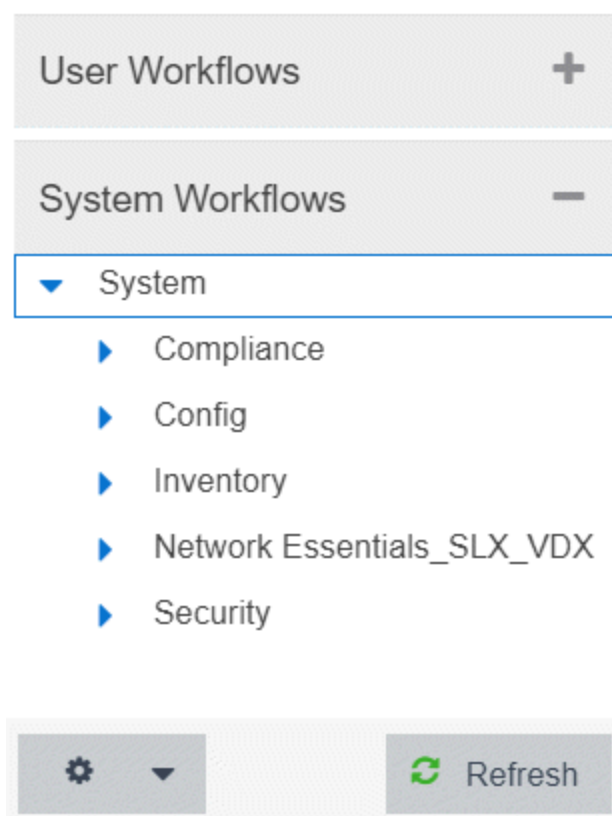 User Workflows
System Workflows
System
Compliance
Config
Inventory
Network Essentials_SLX_VDX
Security
Refresh